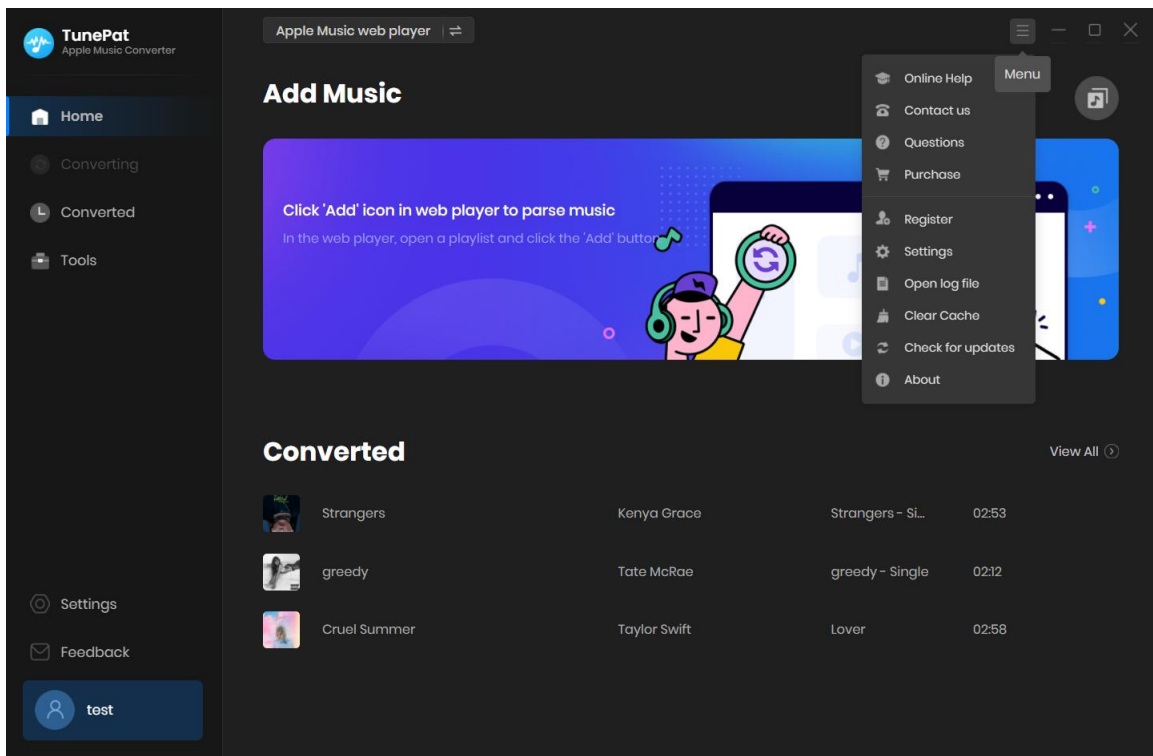 TunePat
Apple Music Converter
Home
Converting
Converted
Tools
Settings
Feedback
test
Apple Music web player
Add Music
Click 'Add' icon in web player to parse music
In the web player, open a playlist and click the 'Add' button
Menu
Online Help
Contact us
Questions
Purchase
Register
Settings
Open log file
Clear Cache
Check for updates
About
Converted
View All
Strangers Kenya Grace Strangers - Si... 02:53
greedy Tate McRae greedy - Single 02:12
Cruel Summer Taylor Swift Lover 02:58